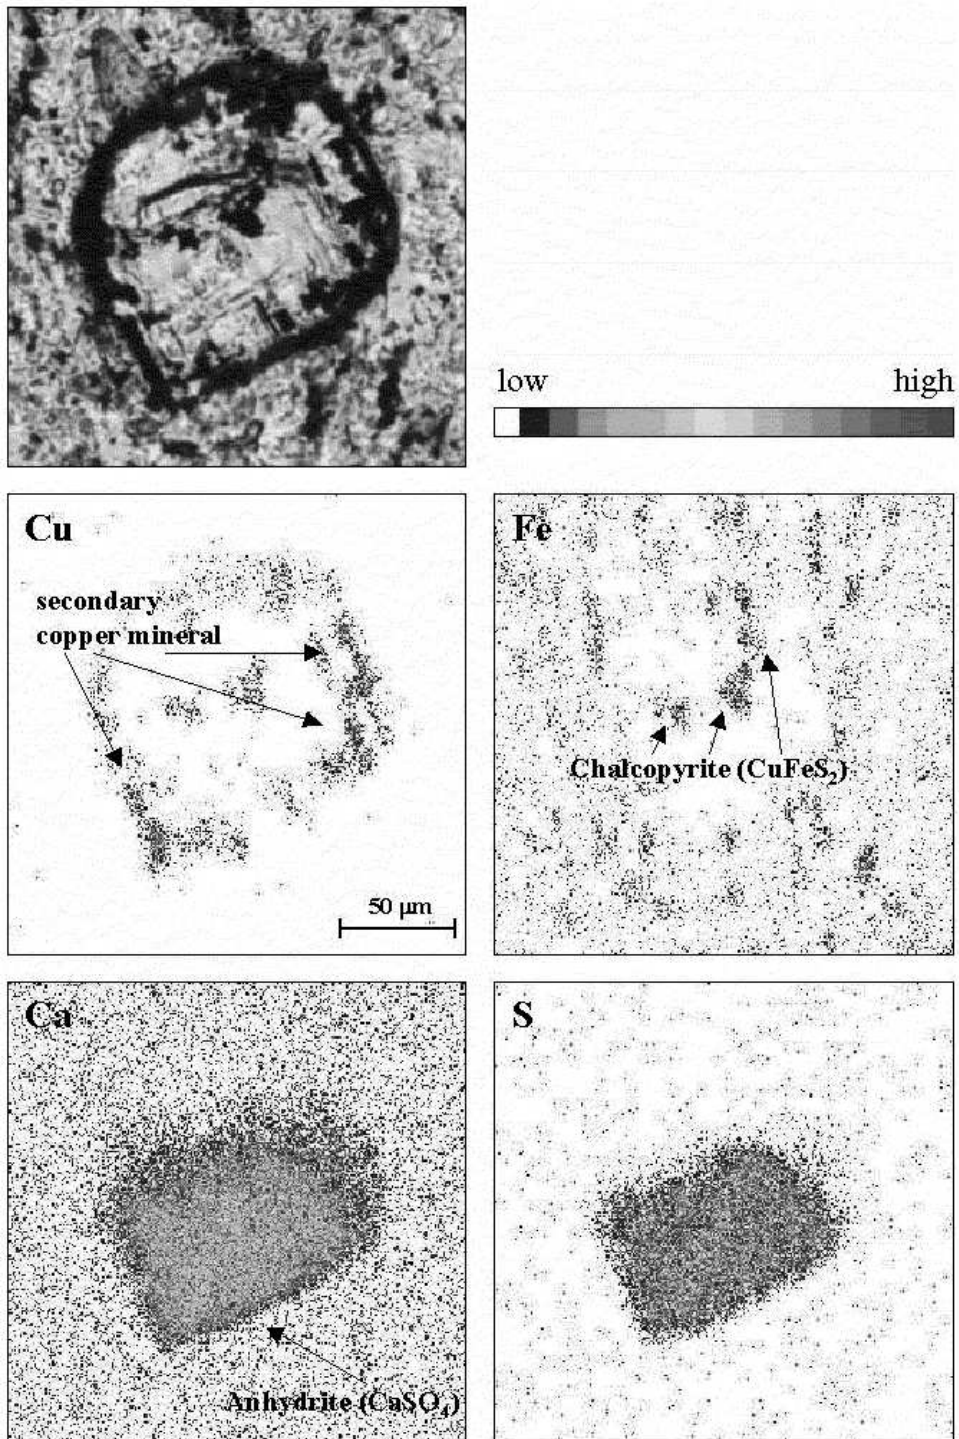 low high
Cu
secondary
copper mineral
50 µm
Fe
Chalcopyrite (CuFeS₂)
Ca
Anhydrite (CaSO₄)
S